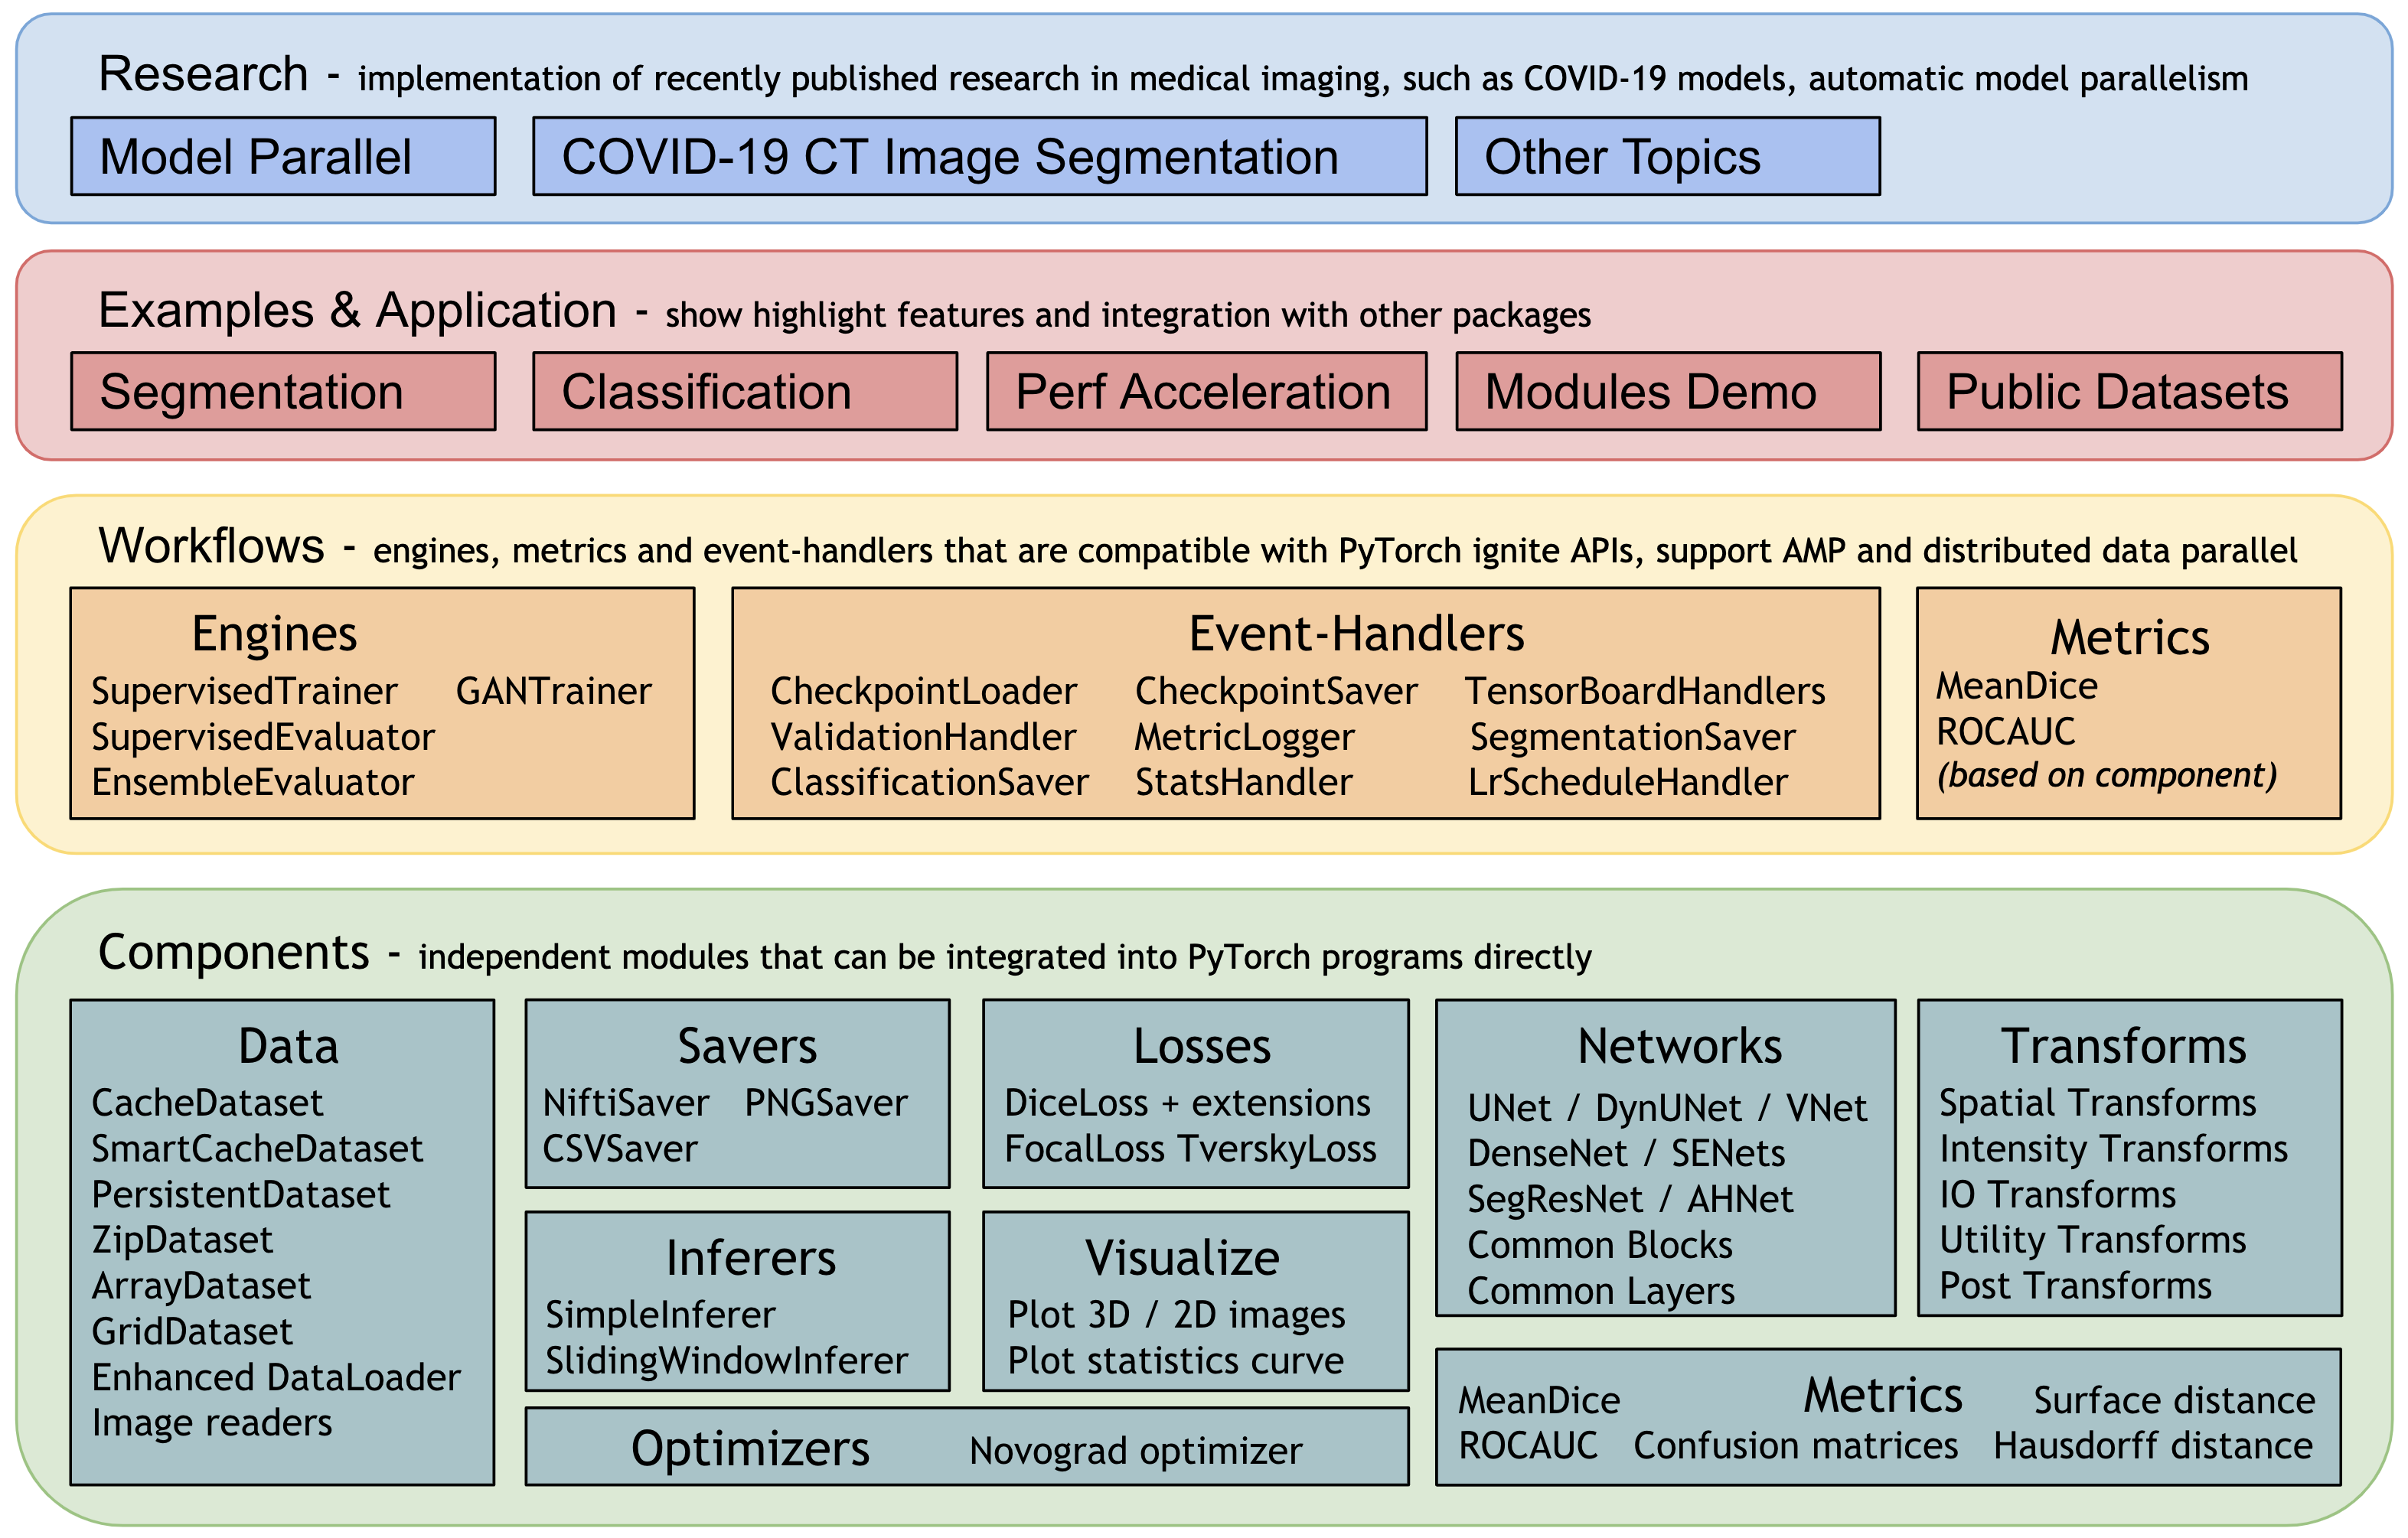 Research - implementation of recently published research in medical imaging, such as COVID-19 models, automatic model parallelism
Model Parallel
COVID-19 CT Image Segmentation
Other Topics
Examples & Application - show highlight features and integration with other packages
Segmentation
Classification
Perf Acceleration
Modules Demo
Public Datasets
Workflows - engines, metrics and event-handlers that are compatible with PyTorch ignite APIs, support AMP and distributed data parallel
Engines
SupervisedTrainer GANTrainer
SupervisedEvaluator
EnsembleEvaluator
Event-Handlers
CheckpointLoader CheckpointSaver TensorBoardHandlers
ValidationHandler MetricLogger SegmentationSaver
ClassificationSaver StatsHandler LrScheduleHandler
Metrics
MeanDice
ROCAUC
(based on component)
Components - independent modules that can be integrated into PyTorch programs directly
Data
CacheDataset
SmartCacheDataset
PersistentDataset
ZipDataset
ArrayDataset
GridDataset
Enhanced DataLoader
Image readers
Savers
NiftiSaver PNGSaver
CSVSaver
Losses
DiceLoss + extensions
FocalLoss TverskyLoss
Networks
UNet / DynUNet / VNet
DenseNet / SENets
SegResNet / AHNet
Common Blocks
Common Layers
Transforms
Spatial Transforms
Intensity Transforms
IO Transforms
Utility Transforms
Post Transforms
Inferers
SimpleInferer
SlidingWindowInferer
Visualize
Plot 3D / 2D images
Plot statistics curve
Optimizers Novograd optimizer
MeanDice Metrics Surface distance
ROCAUC Confusion matrices Hausdorff distance